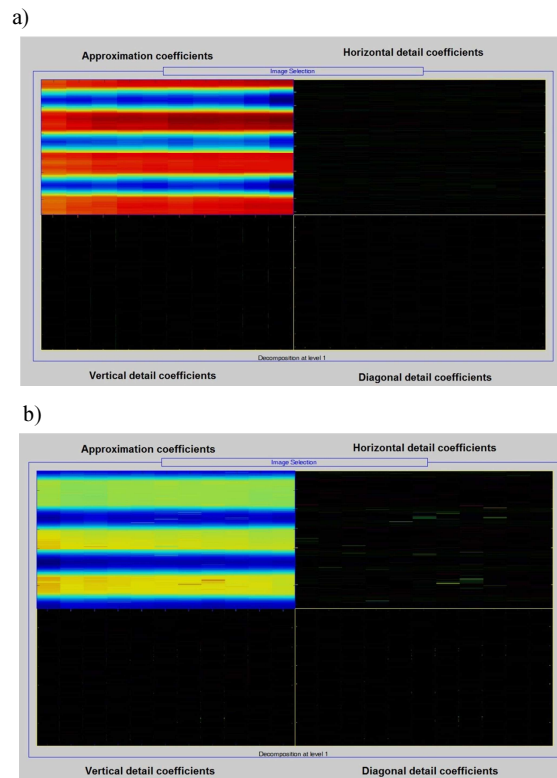 a)
Approximation coefficients Horizontal detail coefficients
Image Selection
Decomposition at level 1
Vertical detail coefficients Diagonal detail coefficients
b)
Approximation coefficients Horizontal detail coefficients
Image Selection
Decomposition at level 1
Vertical detail coefficients Diagonal detail coefficients